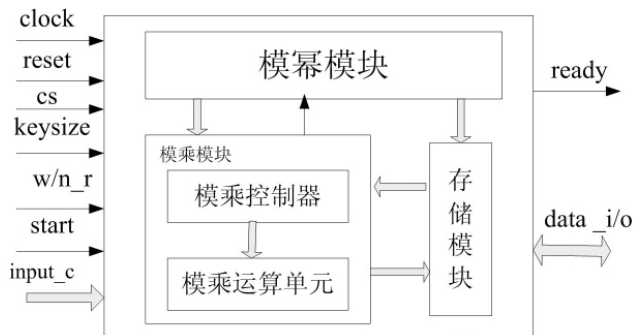 clock
reset
cs
keysize
w/n_r
start
input_c
模幂模块
模乘模块
模乘控制器
模乘运算单元
存储模块
ready
data _i/o